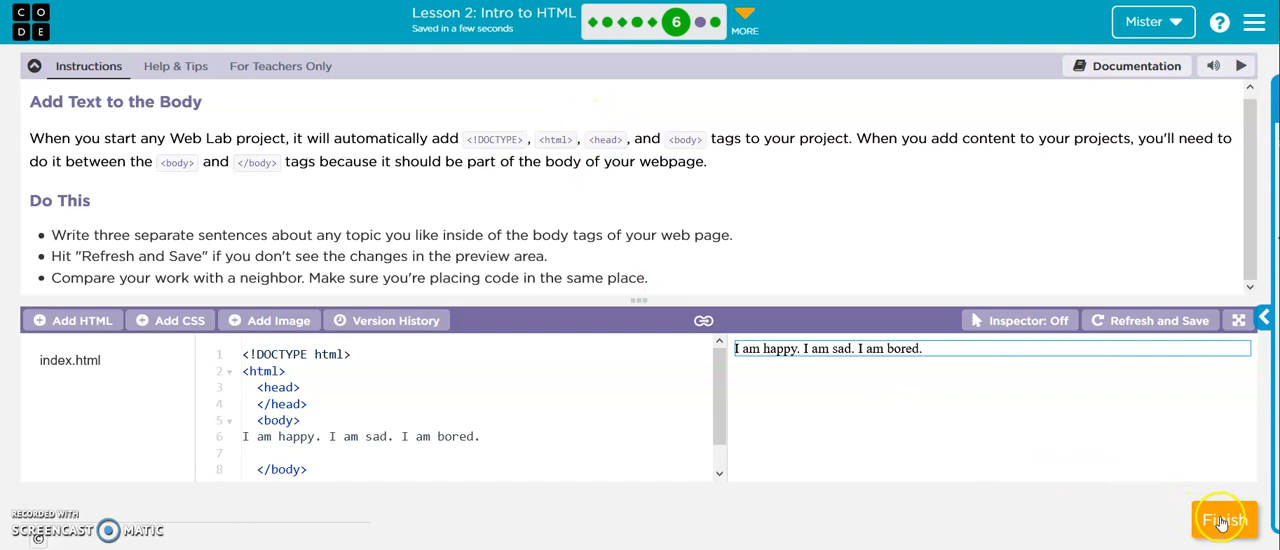 CO
DE
Lesson 2: Intro to HTML
Saved in a few seconds
6
MORE
Mister
?
Instructions
Help & Tips
For Teachers Only
Documentation
Add Text to the Body
When you start any Web Lab project, it will automatically add <!DOCTYPE>, <html>, <head>, and <body> tags to your project. When you add content to your projects, you'll need to
do it between the <body> and </body> tags because it should be part of the body of your webpage.
Do This
• Write three separate sentences about any topic you like inside of the body tags of your web page.
• Hit "Refresh and Save" if you don't see the changes in the preview area.
• Compare your work with a neighbor. Make sure you're placing code in the same place.
Add HTML
Add CSS
Add Image
Version History
Inspector: Off
Refresh and Save
index.html
1 <!DOCTYPE html>
2 <html>
3 <head>
4 </head>
5 <body>
6 I am happy. I am sad. I am bored.
7
8 </body>
I am happy. I am sad. I am bored.
Finish
RECORDED WITH
SCREENCAST MATIC
©